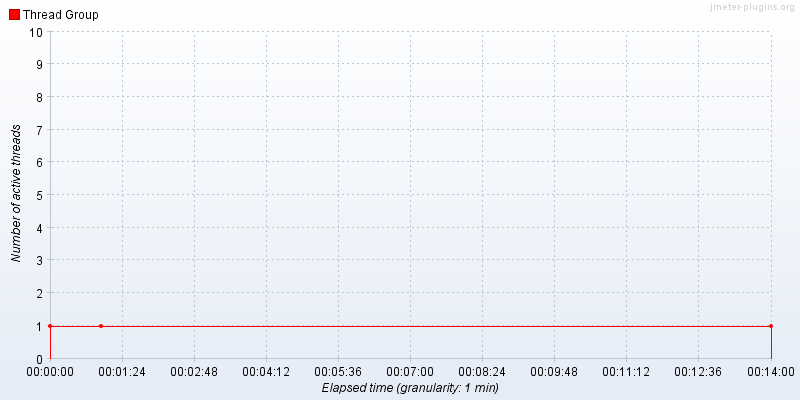 jmeter-plugins.org
Thread Group
10
9
8
7
6
5
4
3
2
1
0
Number of active threads
00:00:00 00:01:24 00:02:48 00:04:12 00:05:36 00:07:00 00:08:24 00:09:48 00:11:12 00:12:36 00:14:00
Elapsed time (granularity: 1 min)